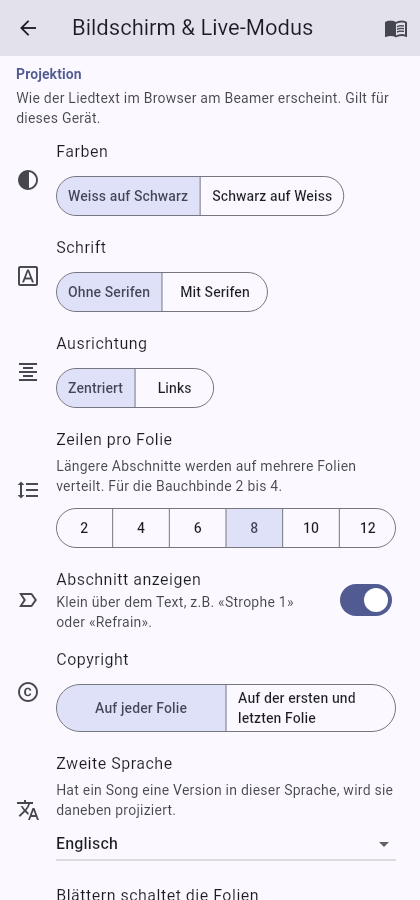 Bildschirm & Live-Modus
Projektion
Wie der Liedtext im Browser am Beamer erscheint. Gilt für
dieses Gerät.
Farben
Weiss auf Schwarz
Schwarz auf Weiss
Schrift
Ohne Serifen
Mit Serifen
Ausrichtung
Zentriert
Links
Zeilen pro Folie
Längere Abschnitte werden auf mehrere Folien
verteilt. Für die Bauchbinde 2 bis 4.
2
4
6
8
10
12
Abschnitt anzeigen
Klein über dem Text, z.B. «Strophe 1»
oder «Refrain».
Copyright
Auf jeder Folie
Auf der ersten und
letzten Folie
Zweite Sprache
Hat ein Song eine Version in dieser Sprache, wird sie
daneben projiziert.
Englisch
Blättern schaltet die Folien